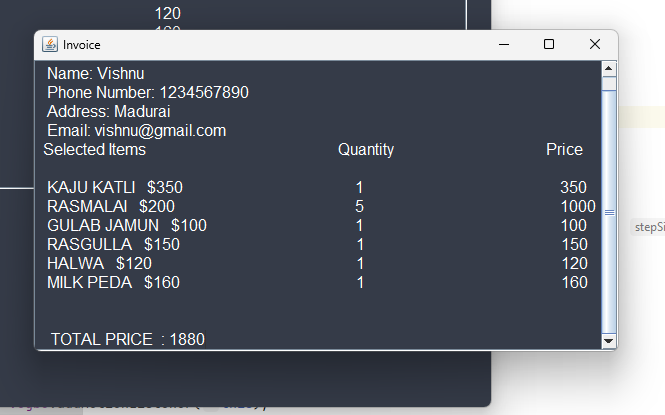 120
Invoice
Name: Vishnu
Phone Number: 1234567890
Address: Madurai
Email: vishnu@gmail.com
Selected Items Quantity Price
KAJU KATLI $350 1 350
RASMALAI $200 5 1000
GULAB JAMUN $100 1 100
RASGULLA $150 1 150
HALWA $120 1 120
MILK PEDA $160 1 160
TOTAL PRICE : 1880
stepSi